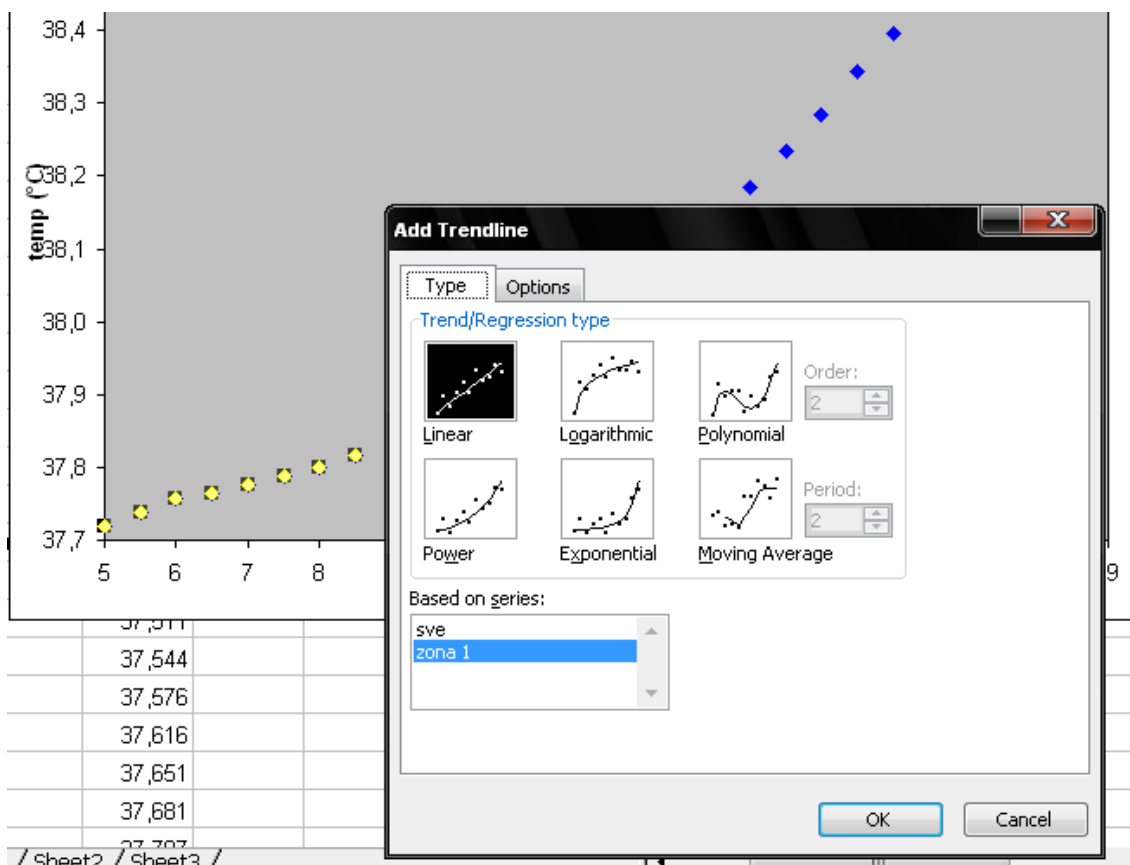 38,4
38,3
38,2
38,1
38,0
37,9
37,8
37,7
temp (°C)
5 6 7 8 9
Add Trendline
Type Options
Trend/Regression type
Linear Logarithmic Polynomial
Order:
2
Power Exponential Moving Average
Period:
2
Based on series:
sve
zona 1
OK Cancel
37,511
37,544
37,576
37,616
37,651
37,681
Sheet2 / Sheet3 /